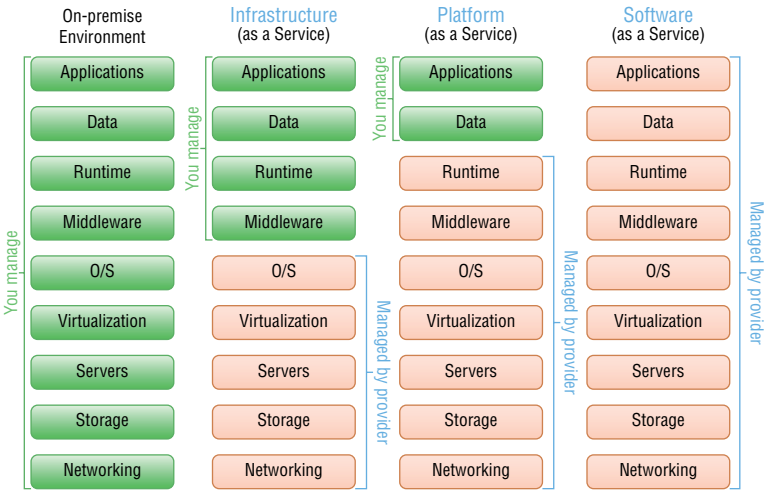 On-premise
Environment
You manage
Applications
Data
Runtime
Middleware
O/S
Virtualization
Servers
Storage
Networking
Infrastructure
(as a Service)
You manage
Applications
Data
Runtime
Middleware
O/S
Virtualization
Servers
Storage
Networking
Managed by provider
Platform
(as a Service)
You manage
Applications
Data
Runtime
Middleware
O/S
Virtualization
Servers
Storage
Networking
Managed by provider
Software
(as a Service)
Applications
Data
Runtime
Middleware
O/S
Virtualization
Servers
Storage
Networking
Managed by provider